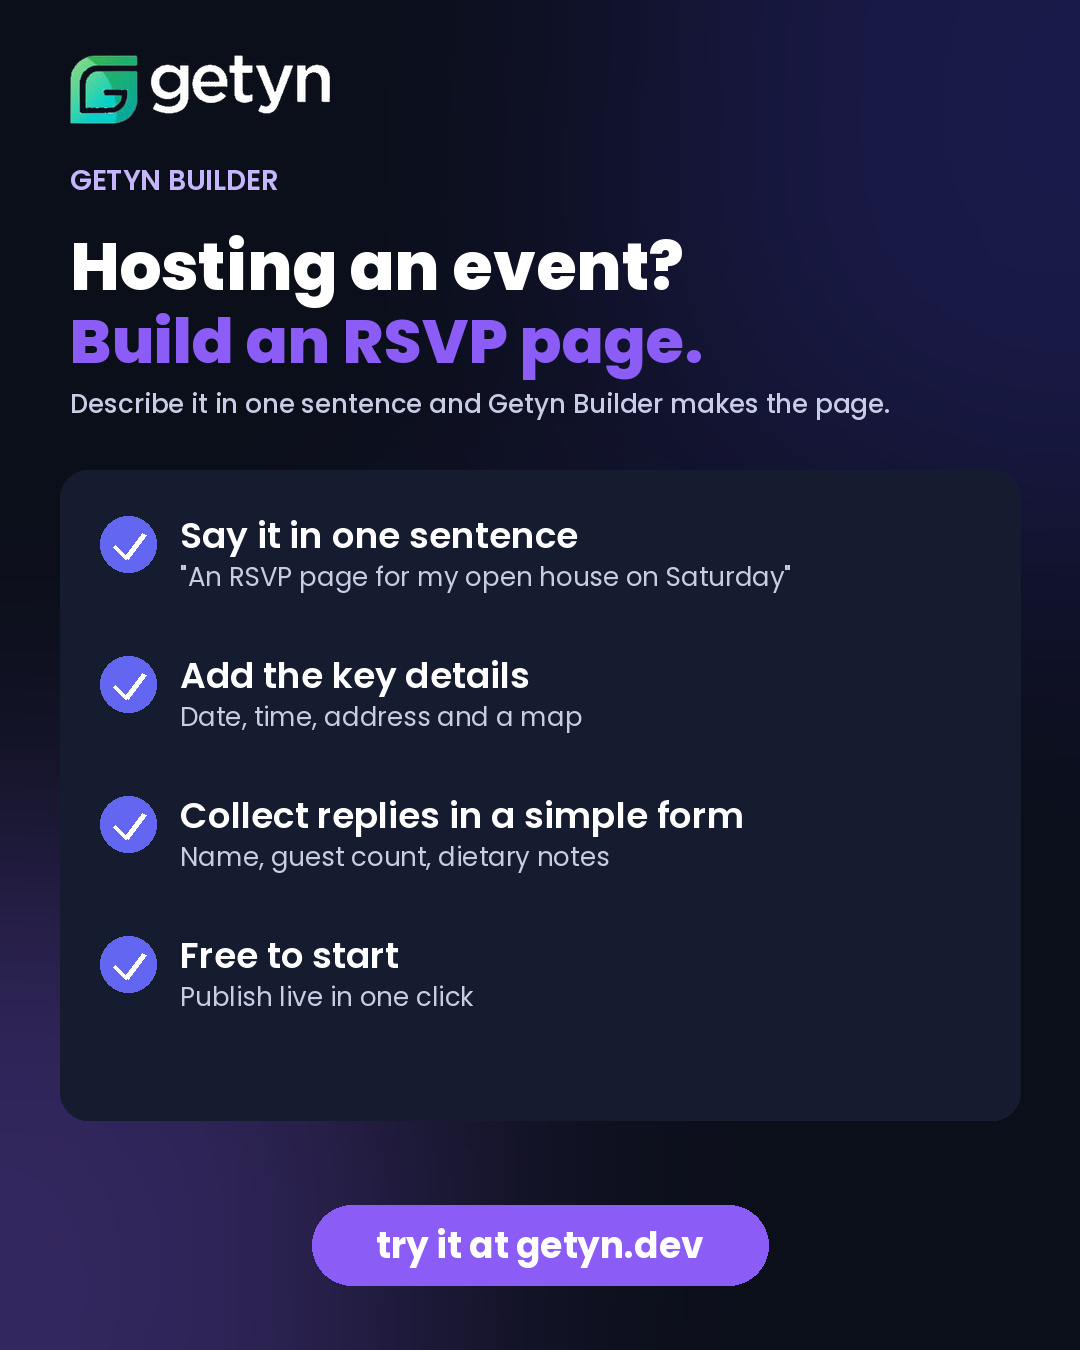 getyn
GETYN BUILDER
Hosting an event?
Build an RSVP page.
Describe it in one sentence and Getyn Builder makes the page.
Say it in one sentence
"An RSVP page for my open house on Saturday"
Add the key details
Date, time, address and a map
Collect replies in a simple form
Name, guest count, dietary notes
Free to start
Publish live in one click
try it at getyn.dev